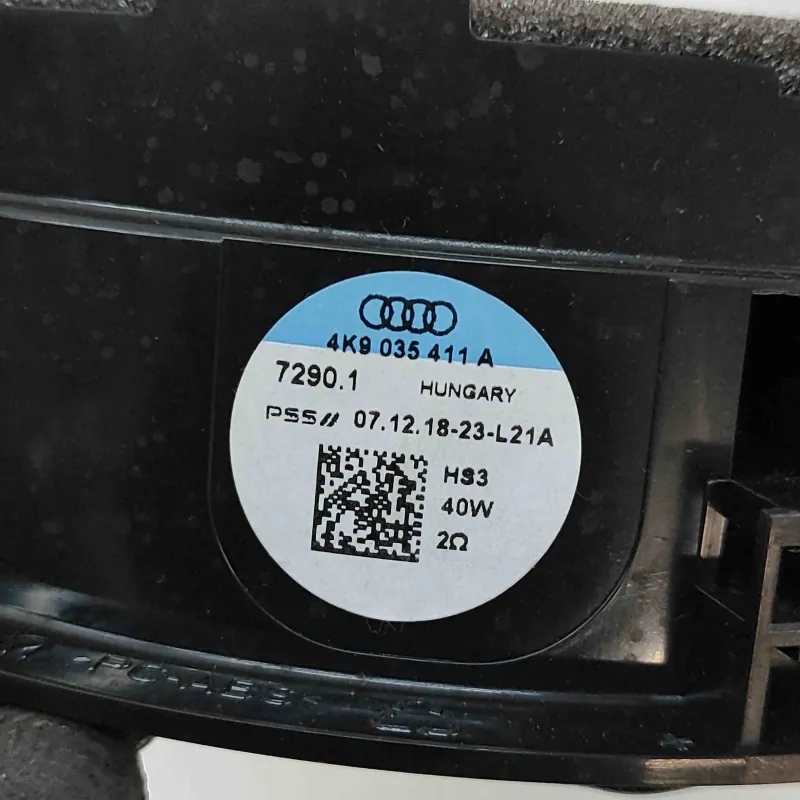 4K9 035 411 A
7290.1 HUNGARY
PSS// 07.12.18-23-L21A
HS3
40W
2Ω